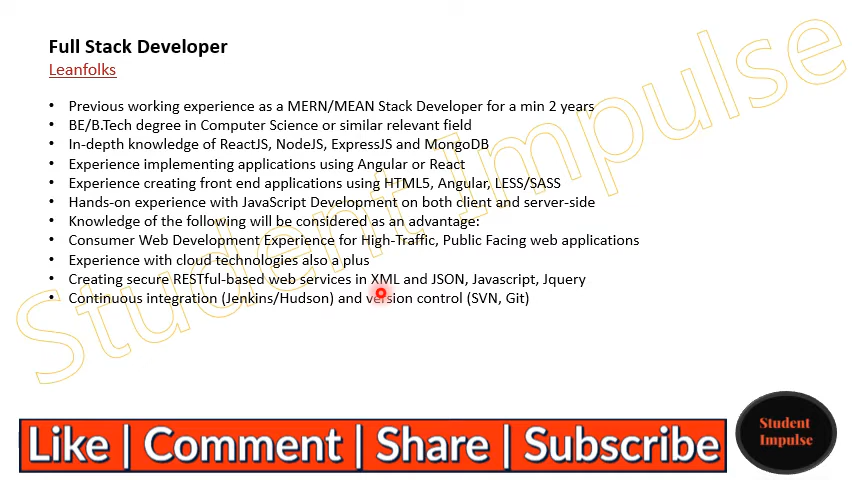 Full Stack Developer
Leanfolks
• Previous working experience as a MERN/MEAN Stack Developer for a min 2 years
• BE/B.Tech degree in Computer Science or similar relevant field
• In-depth knowledge of ReactJS, NodeJS, ExpressJS and MongoDB
• Experience implementing applications using Angular or React
• Experience creating front end applications using HTML5, Angular, LESS/SASS
• Hands-on experience with JavaScript Development on both client and server-side
• Knowledge of the following will be considered as an advantage:
• Consumer Web Development Experience for High-Traffic, Public Facing web applications
• Experience with cloud technologies also a plus
• Creating secure RESTful-based web services in XML and JSON, Javascript, Jquery
• Continuous integration (Jenkins/Hudson) and version control (SVN, Git)
Student Impulse
Like | Comment | Share | Subscribe
Student
Impulse